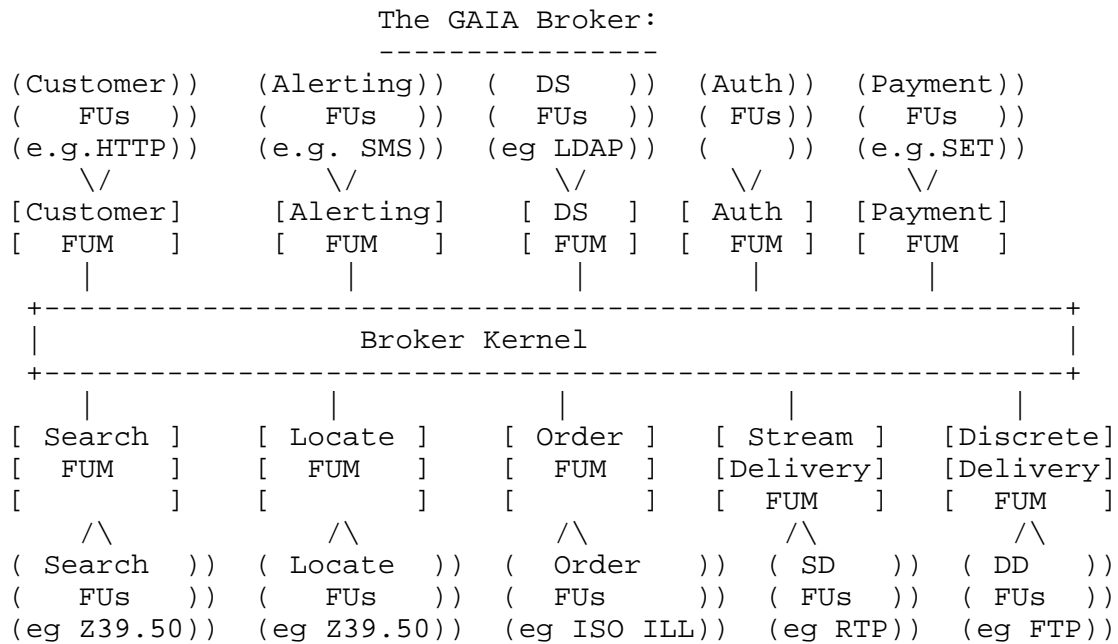 The GAIA Broker:
----------------
(Customer))   (Alerting))  (  DS   ))  (Auth))  (Payment))
(   FUs  ))   (   FUs  ))  (  FUs  ))  ( FUs))  (  FUs  ))
(e.g.HTTP))   (e.g. SMS))  (eg LDAP))  (    ))  (e.g.SET))
    \/            \/           \/         \/        \/
[Customer]     [Alerting]    [ DS  ]  [ Auth ]  [Payment]
[  FUM   ]     [  FUM   ]    [ FUM ]  [  FUM ]  [  FUM  ]
    |              |            |         |         |
+----------------------------------------------------------+
|                  Broker Kernel                           |
+----------------------------------------------------------+
    |             |            |            |            |
[ Search ]    [ Locate ]    [ Order ]   [ Stream ]   [Discrete]
[  FUM   ]    [  FUM   ]    [  FUM  ]   [Delivery]   [Delivery]
[        ]    [        ]    [       ]   [  FUM   ]   [  FUM   ]
    /\            /\            /\            /\           /\
( Search  ))  ( Locate  ))  (  Order   ))  ( SD    ))  ( DD    ))
(   FUs   ))  (   FUs   ))  (  FUs     ))  (  FUs  ))  (  FUs  ))
(eg Z39.50))  (eg Z39.50))  (eg ISO ILL))  (eg RTP))  (eg FTP))